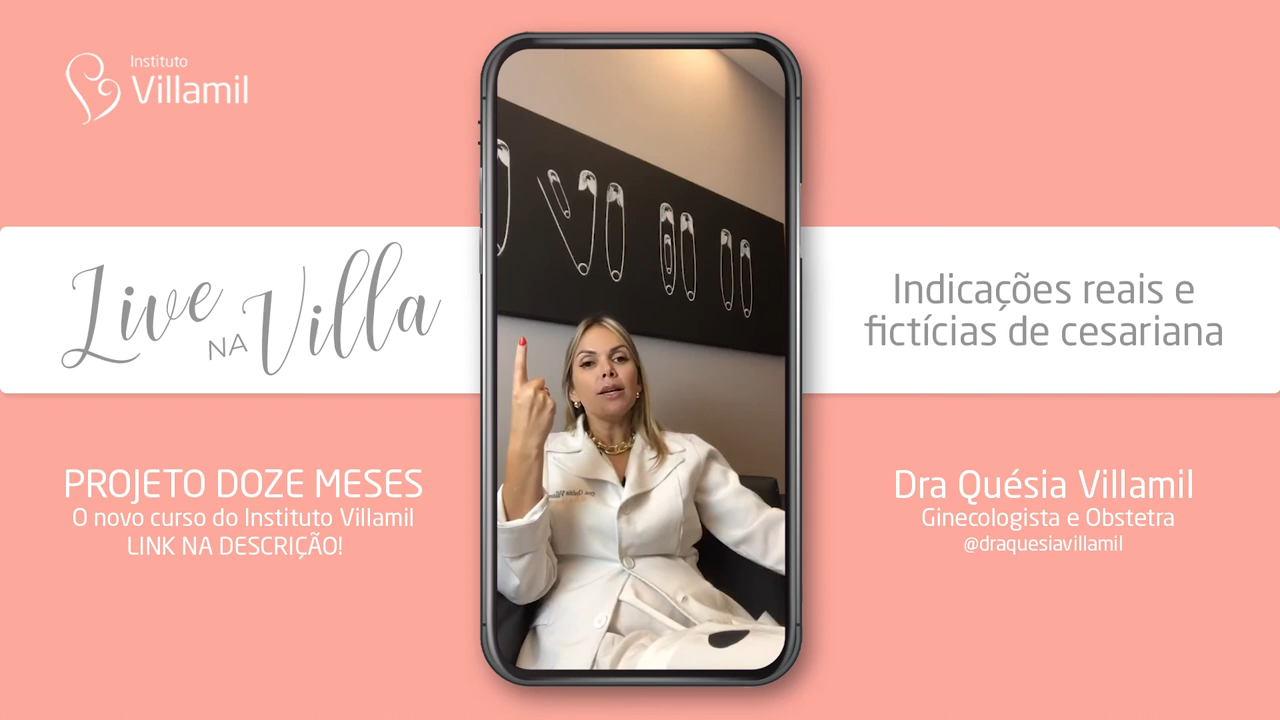 Instituto
Villamil
Live NA Villa
Indicações reais e
fictícias de cesariana
PROJETO DOZE MESES
O novo curso do Instituto Villamil
LINK NA DESCRIÇÃO!
Dra Quésia Villamil
Ginecologista e Obstetra
@draquesiavillamil